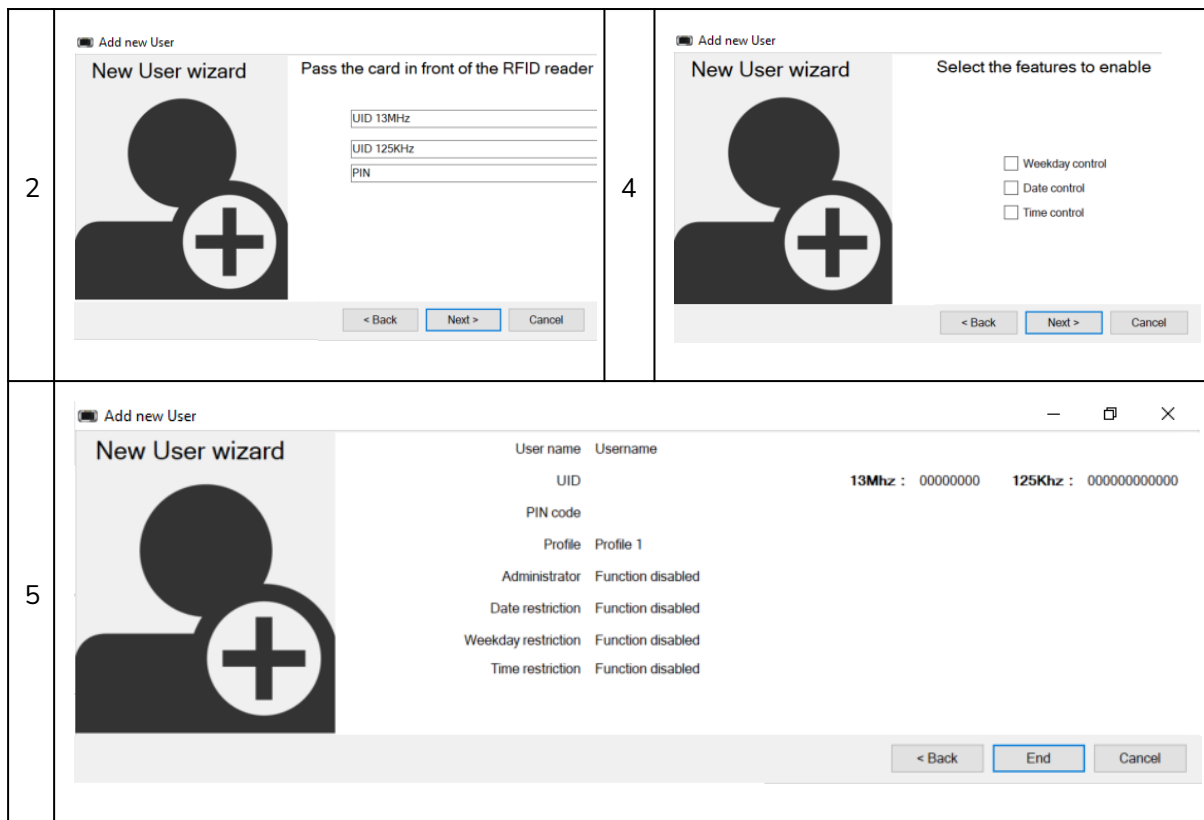 2
Add new User
New User wizard
Pass the card in front of the RFID reader
UID 13MHz
UID 125KHz
PIN
< Back Next > Cancel
4
Add new User
New User wizard
Select the features to enable
Weekday control
Date control
Time control
< Back Next > Cancel
5
Add new User
New User wizard
User name Username
UID 13Mhz : 00000000 125Khz : 000000000000
PIN code
Profile Profile 1
Administrator Function disabled
Date restriction Function disabled
Weekday restriction Function disabled
Time restriction Function disabled
< Back End Cancel